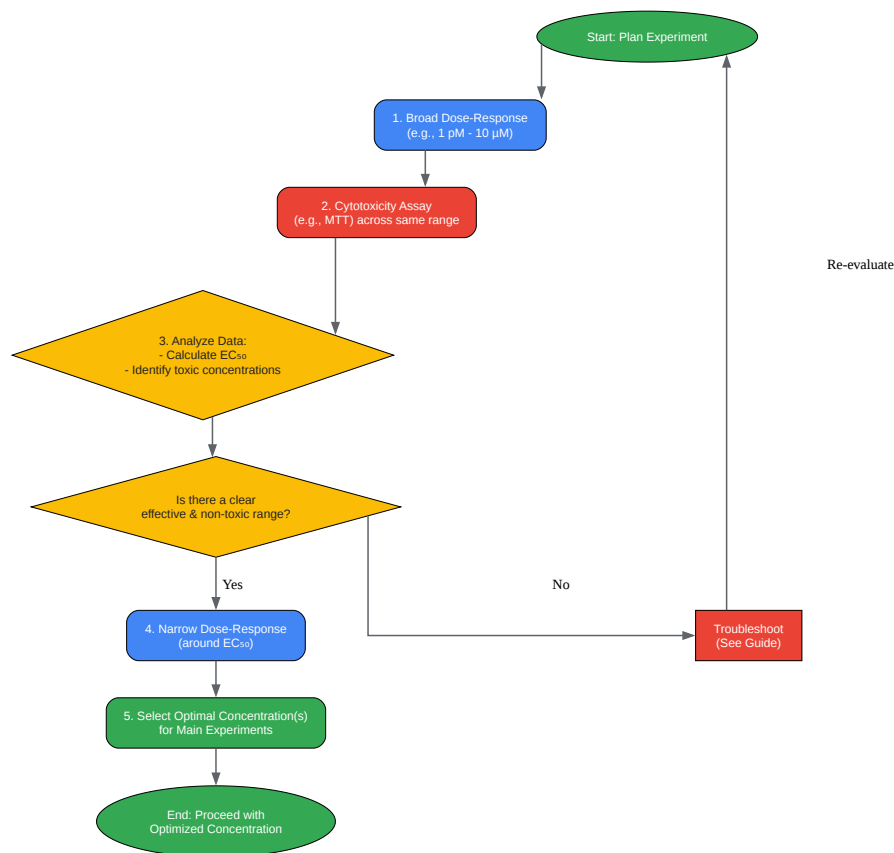 Start: Plan Experiment
1. Broad Dose-Response
(e.g., 1 pM - 10 µM)
2. Cytotoxicity Assay
(e.g., MTT) across same range
Re-evaluate
3. Analyze Data:
- Calculate EC₅₀
- Identify toxic concentrations
Is there a clear
effective & non-toxic range?
Yes
No
4. Narrow Dose-Response
(around EC₅₀)
Troubleshoot
(See Guide)
5. Select Optimal Concentration(s)
for Main Experiments
End: Proceed with
Optimized Concentration